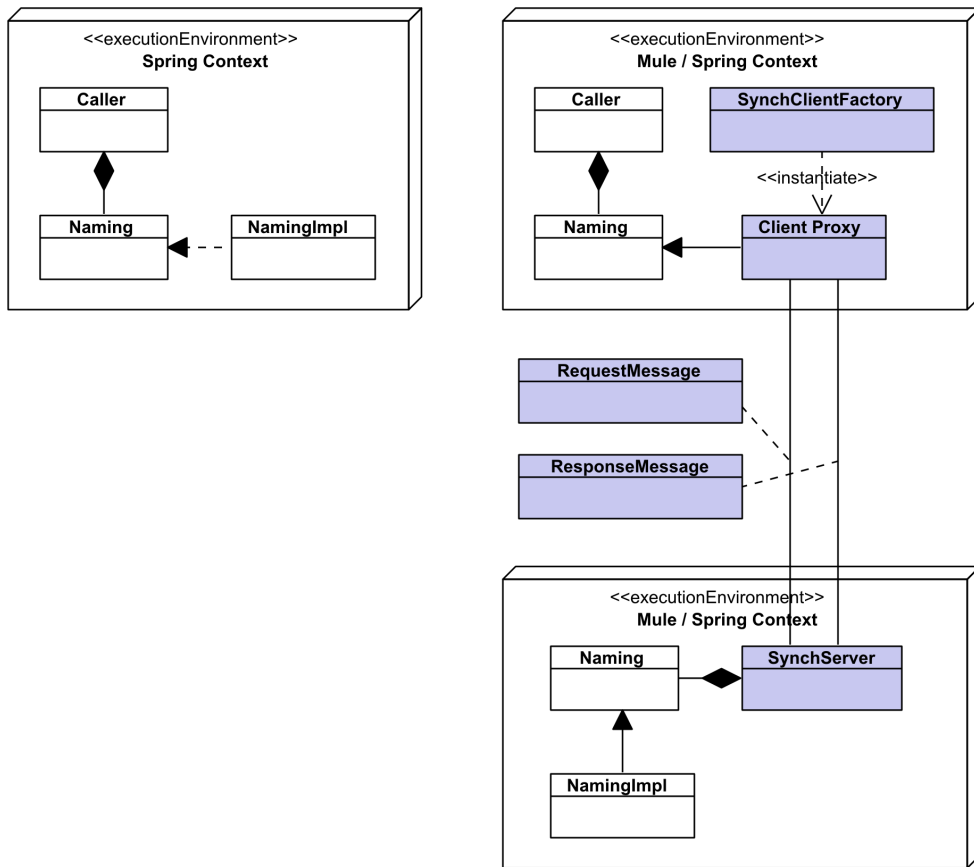 <<executionEnvironment>>
Spring Context
Caller
Naming
NamingImpl
<<executionEnvironment>>
Mule / Spring Context
Caller
SynchClientFactory
<<instantiate>>
Naming
Client Proxy
RequestMessage
ResponseMessage
<<executionEnvironment>>
Mule / Spring Context
Naming
SynchServer
NamingImpl